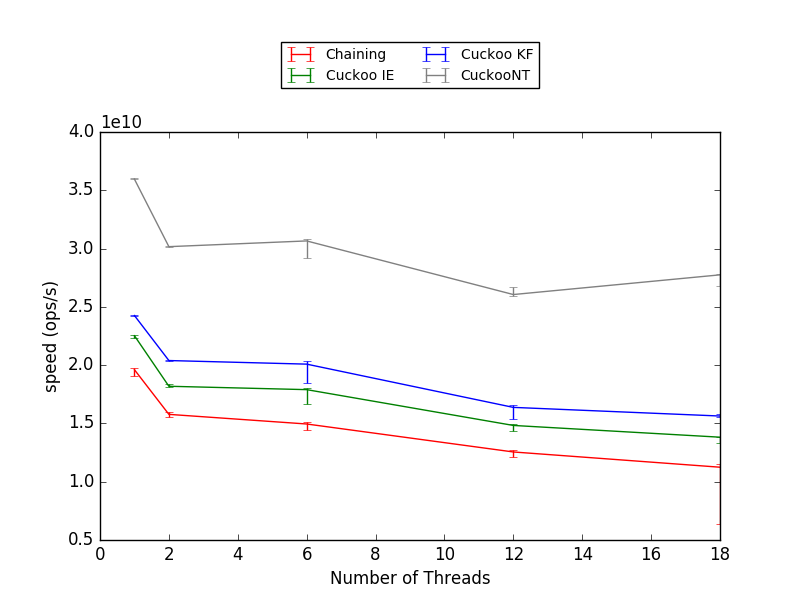 Chaining
Cuckoo IE
Cuckoo KF
CuckooNT
1e10
4.0
3.5
3.0
2.5
2.0
1.5
1.0
0.5
speed (ops/s)
0 2 4 6 8 10 12 14 16 18
Number of Threads